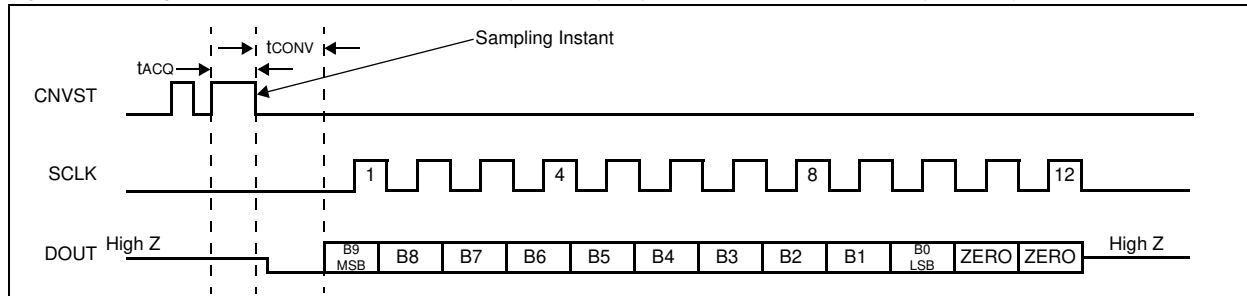 tCONV
Sampling Instant
tACQ
CNVST
SCLK
1
4
8
12
DOUT
High Z
B9
MSB
B8
B7
B6
B5
B4
B3
B2
B1
B0
LSB
ZERO
ZERO
High Z